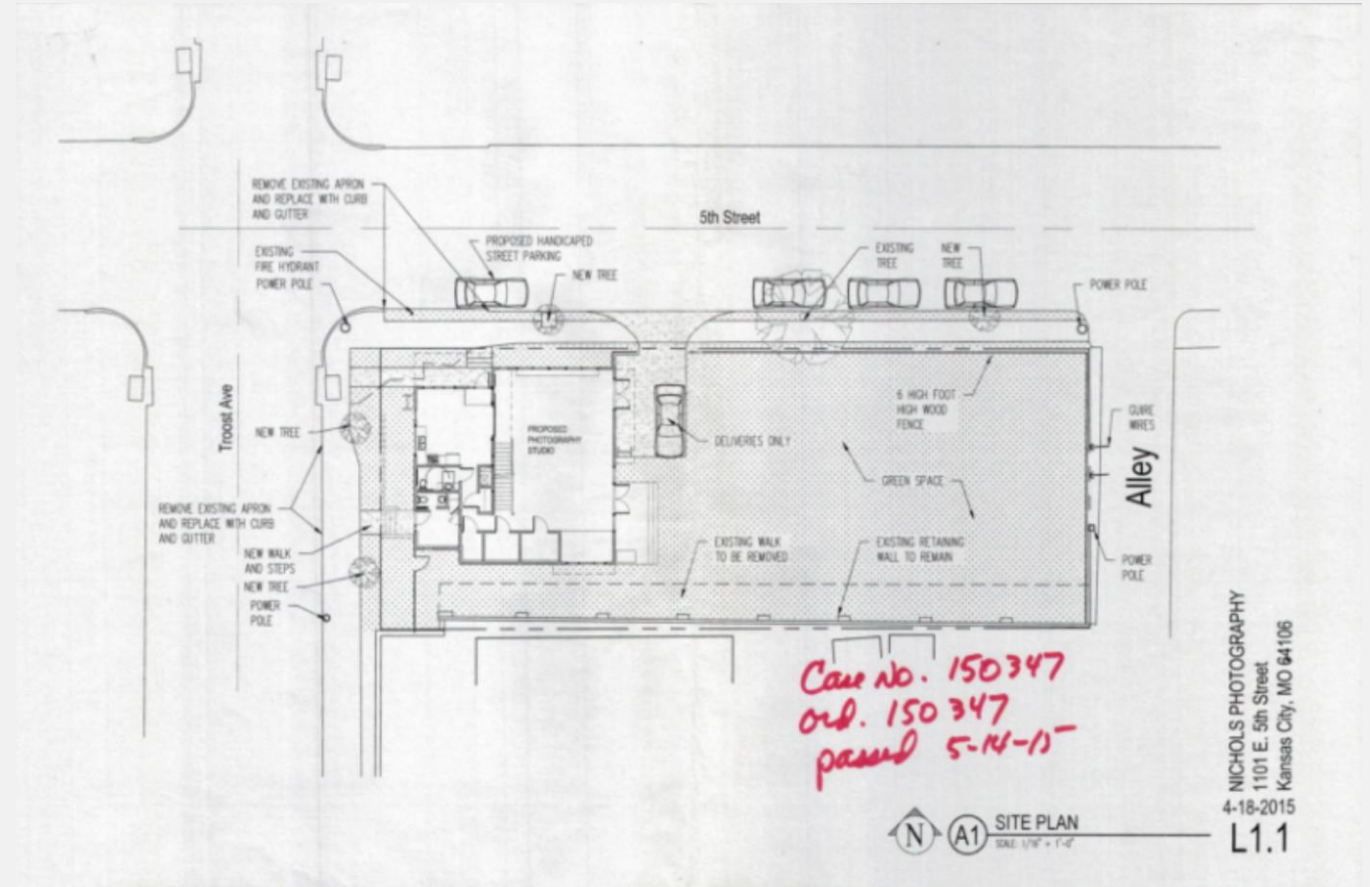 REMOVE EXISTING APRON
AND REPLACE WITH CURB
AND GUTTER
5th Street
EXISTING
FIRE HYDRANT
POWER POLE
PROPOSED HANDICAPED
STREET PARKING
NEW TREE
EXISTING
TREE
NEW
TREE
POWER POLE
Troost Ave
NEW TREE
PROPOSED
PHOTOGRAPHY
STUDIO
DELIVERIES ONLY
6 HIGH FOOT
HIGH WOOD
FENCE
GUIRE
WIRES
Alley
GREEN SPACE
REMOVE EXISTING APRON
AND REPLACE WITH CURB
AND GUTTER
NEW WALK
AND STEPS
NEW TREE
POWER
POLE
EXISTING WALK
TO BE REMOVED
EXISTING RETAINING
WALL TO REMAIN
POWER
POLE
Case No. 150347
ord. 150347
passed 5-14-15
NICHOLS PHOTOGRAPHY
1101 E. 5th Street
Kansas City, MO 64106
4-18-2015
L1.1
N
A1
SITE PLAN
SCALE: 1/16" = 1'-0"